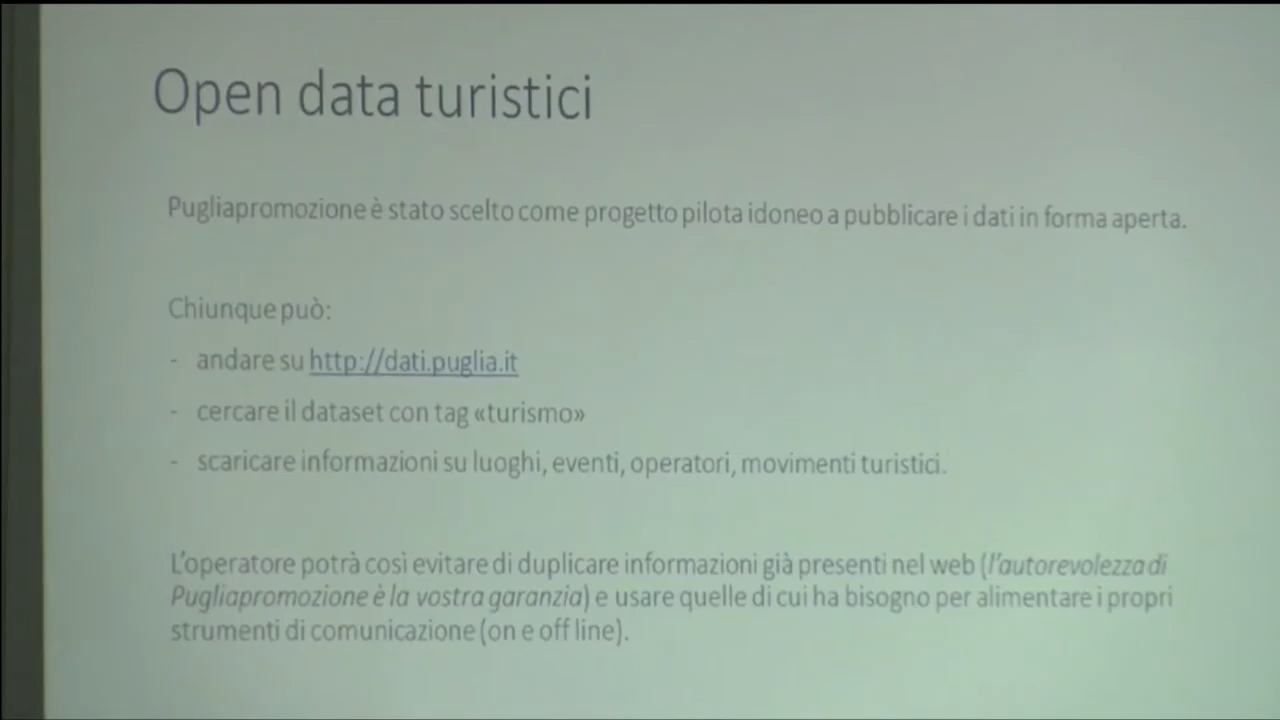 Open data turistici
Pugliapromozione è stato scelto come progetto pilota idoneo a pubblicare i dati in forma aperta.
Chiunque può:
- andare su http://dati.puglia.it
- cercare il dataset con tag «turismo»
- scaricare informazioni su luoghi, eventi, operatori, movimenti turistici.
L'operatore potrà così evitare di duplicare informazioni già presenti nel web (l'autorevolezza di
Pugliapromozione è la vostra garanzia) e usare quelle di cui ha bisogno per alimentare i propri
strumenti di comunicazione (on e off line).